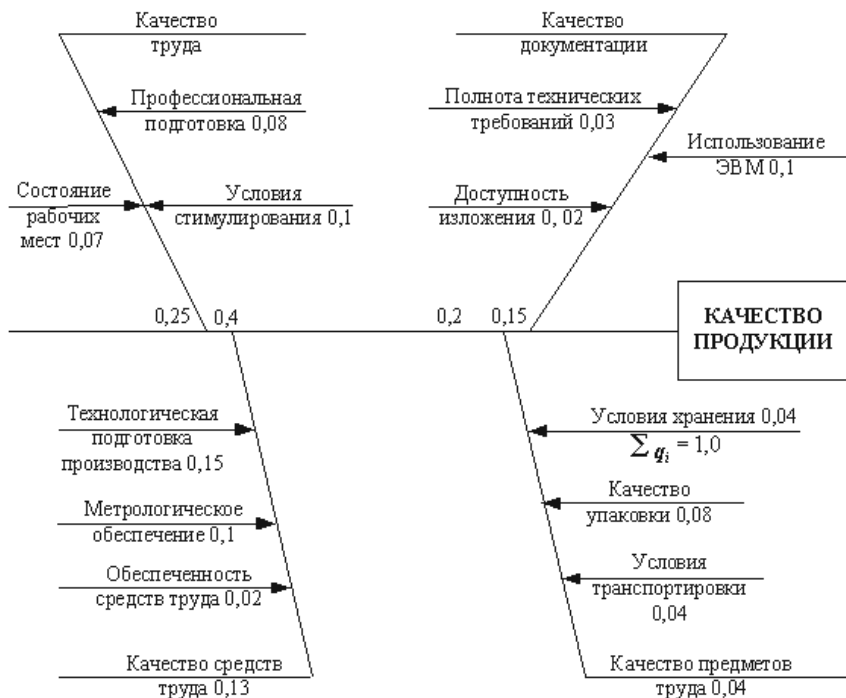 Качество
труда
Качество
документации
Профессиональная
подготовка 0,08
Полнота технических
требований 0,03
Использование
ЭВМ 0,1
Состояние
рабочих
мест 0,07
Условия
стимулирования 0,1
Доступность
изложения 0, 02
0,25
0,4
0,2
0,15
КАЧЕСТВО
ПРОДУКЦИИ
Технологическая
подготовка
производства 0,15
Условия хранения 0,04
∑ qᵢ = 1,0
Метрологическое
обеспечение 0,1
Качество
упаковки 0,08
Обеспеченность
средств труда 0,02
Условия
транспортировки
0,04
Качество средств
труда 0,13
Качество предметов
труда 0,04